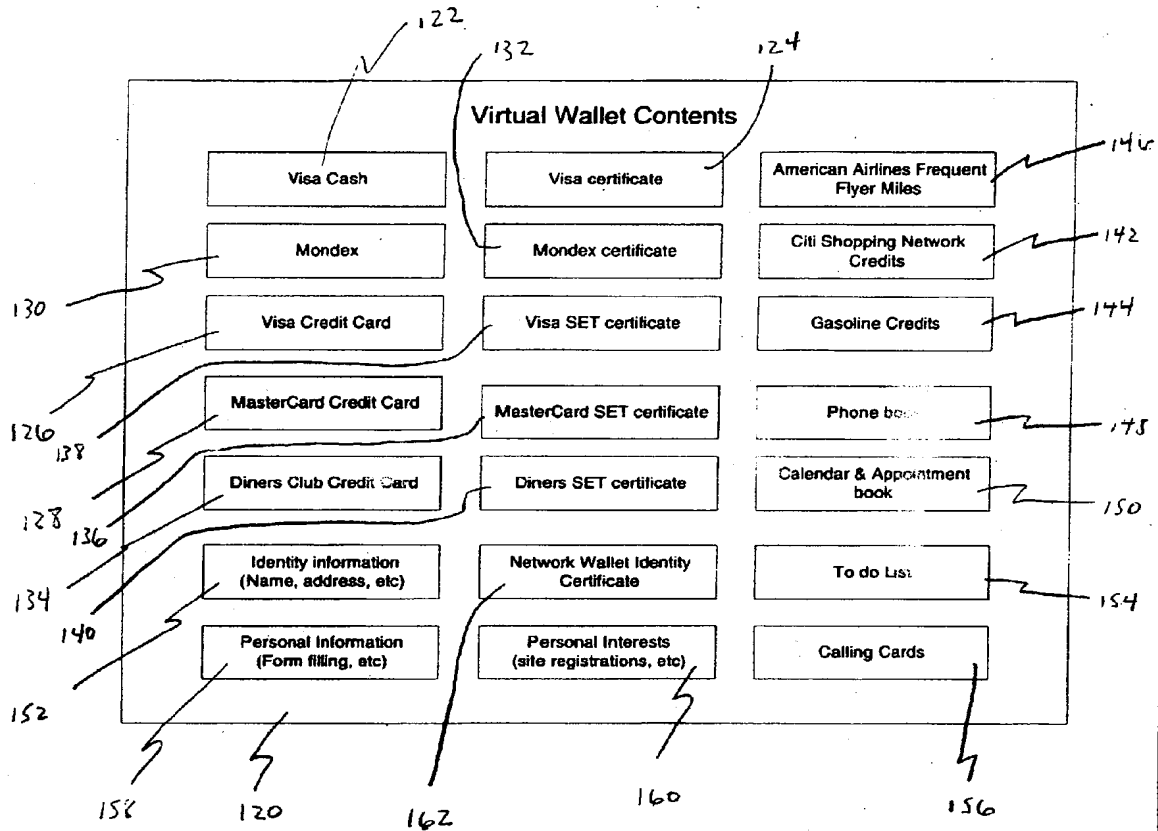 122
132
124
Virtual Wallet Contents
Visa Cash
Visa certificate
American Airlines Frequent
Flyer Miles
146
Mondex
Mondex certificate
Citi Shopping Network
Credits
142
130
Visa Credit Card
Visa SET certificate
Gasoline Credits
144
126
138
MasterCard Credit Card
MasterCard SET certificate
Phone book
148
128
136
Diners Club Credit Card
Diners SET certificate
Calendar & Appointment
book
150
134
140
Identity information
(Name, address, etc)
Network Wallet Identity
Certificate
To do List
154
152
Personal Information
(Form filling, etc)
Personal Interests
(site registrations, etc)
Calling Cards
158
120
162
160
156